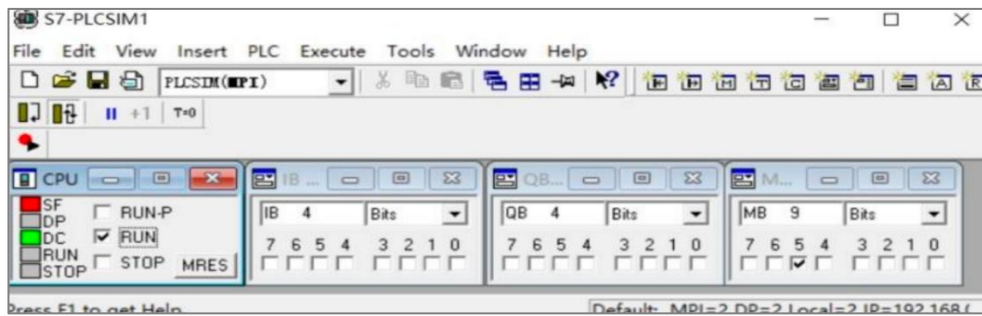 S7-PLCSIM1
File Edit View Insert PLC Execute Tools Window Help
PLCSIM(MPI)
+1 T=0
CPU IB ... QB... M...
SF
DP
DC
RUN
STOP
RUN-P
RUN
STOP MRES
IB 4 Bits
7 6 5 4 3 2 1 0
QB 4 Bits
7 6 5 4 3 2 1 0
MB 9 Bits
7 6 5 4 3 2 1 0
Press F1 to get Help. Default: MPI=2 DP=2 Local=2 IP=192.168.(